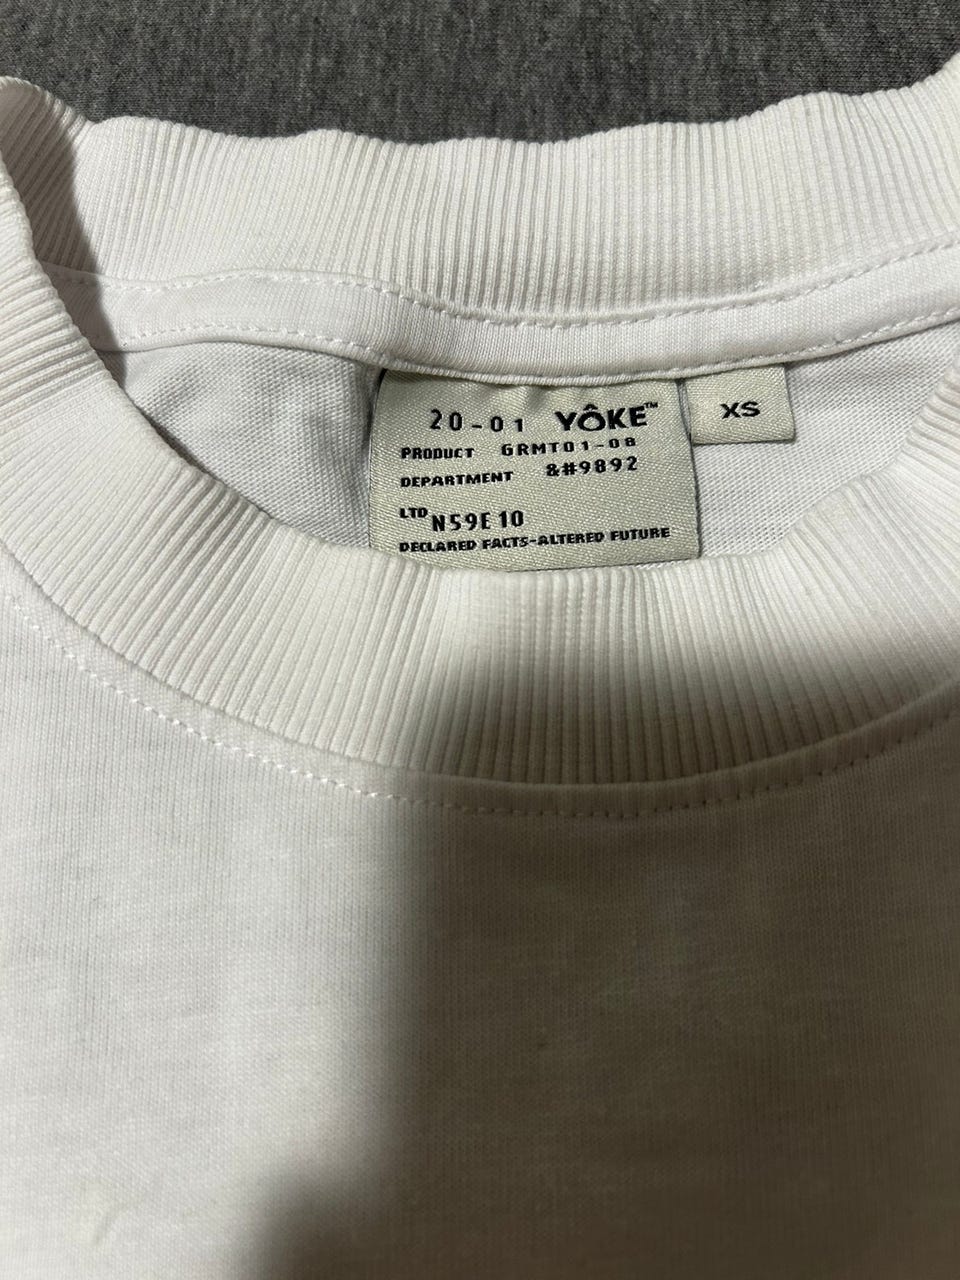 20-01 YÔKE™
XS
PRODUCT GRMT01-08
DEPARTMENT &#9892
LTD N59E10
DECLARED FACTS-ALTERED FUTURE